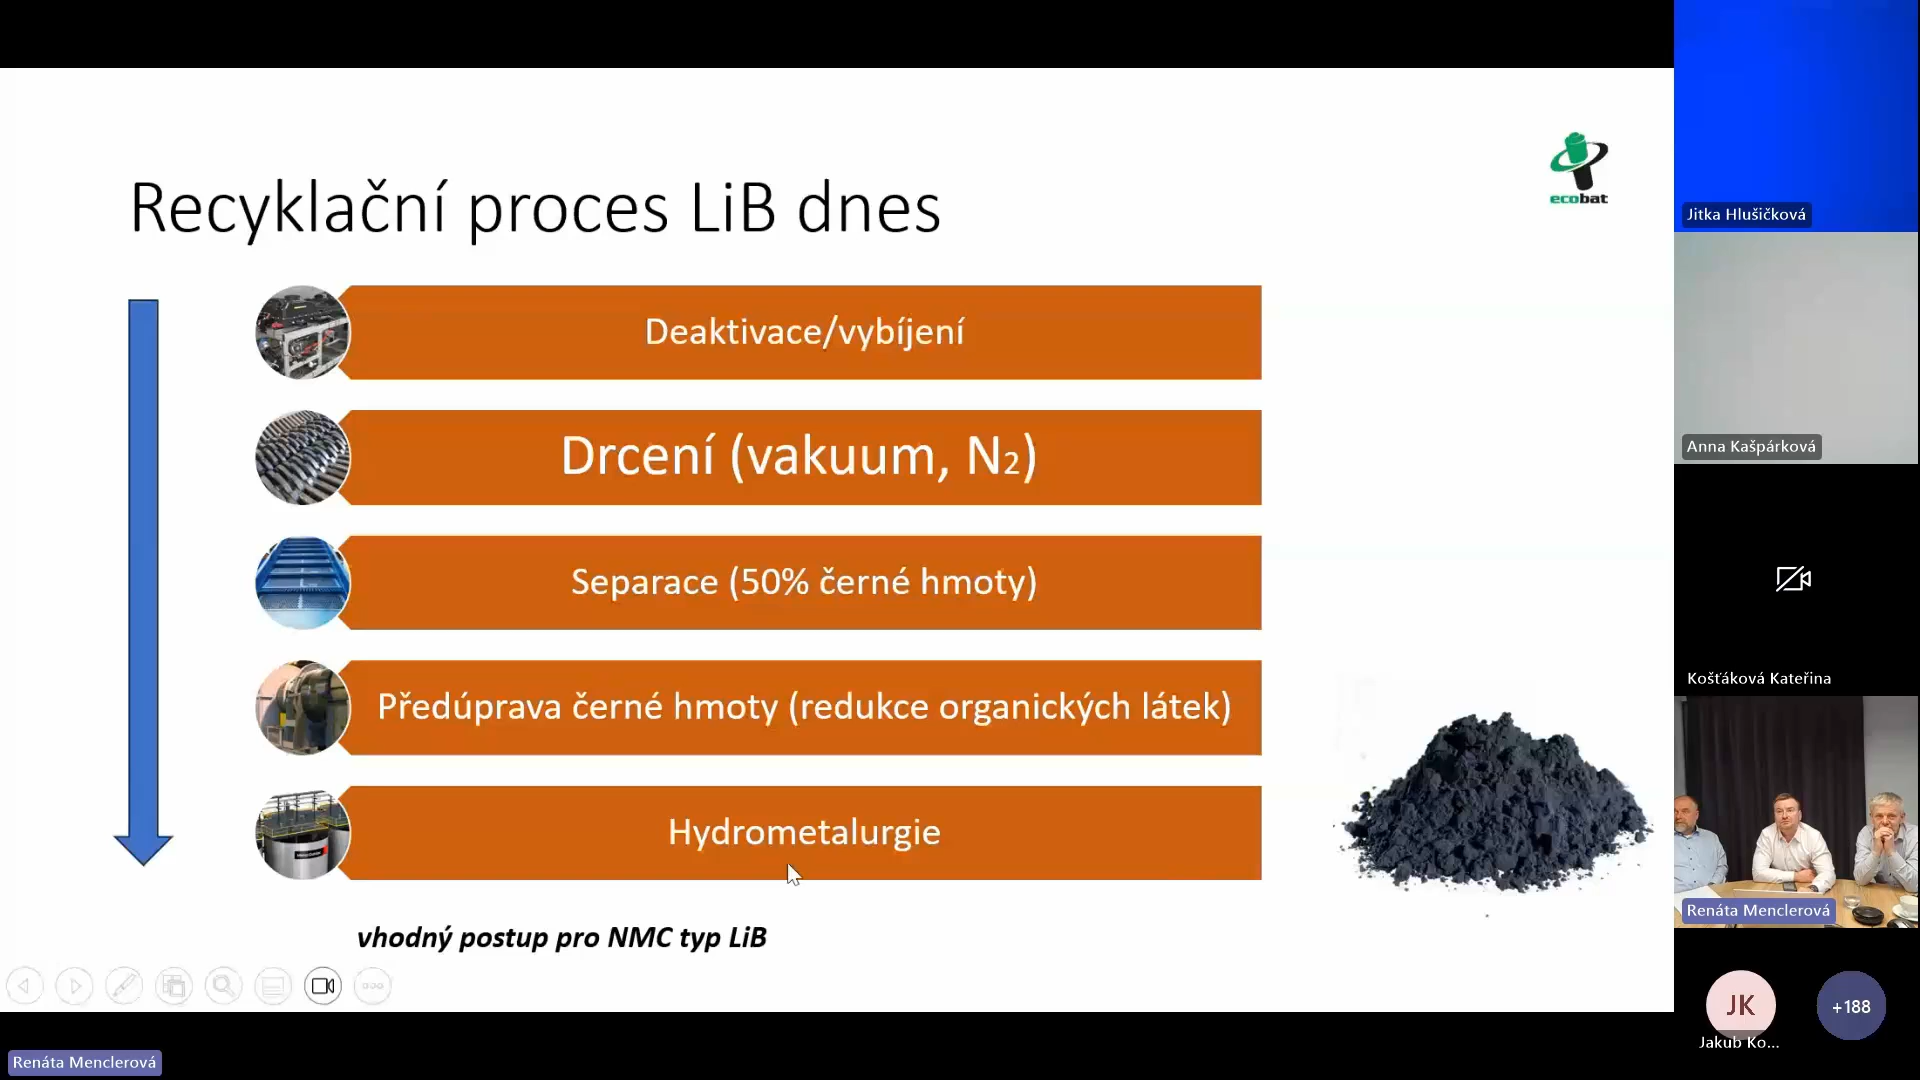 Recyklační proces LiB dnes
ecobat
Deaktivace/vybíjení
Drcení (vakuum, N2)
Separace (50% černé hmoty)
Předúprava černé hmoty (redukce organických látek)
Hydrometalurgie
vhodný postup pro NMC typ LiB
Renáta Menclerová
Jitka Hlušičková
Anna Kašpárková
Košťáková Kateřina
Renáta Menclerová
JK
+188
Jakub Ko...